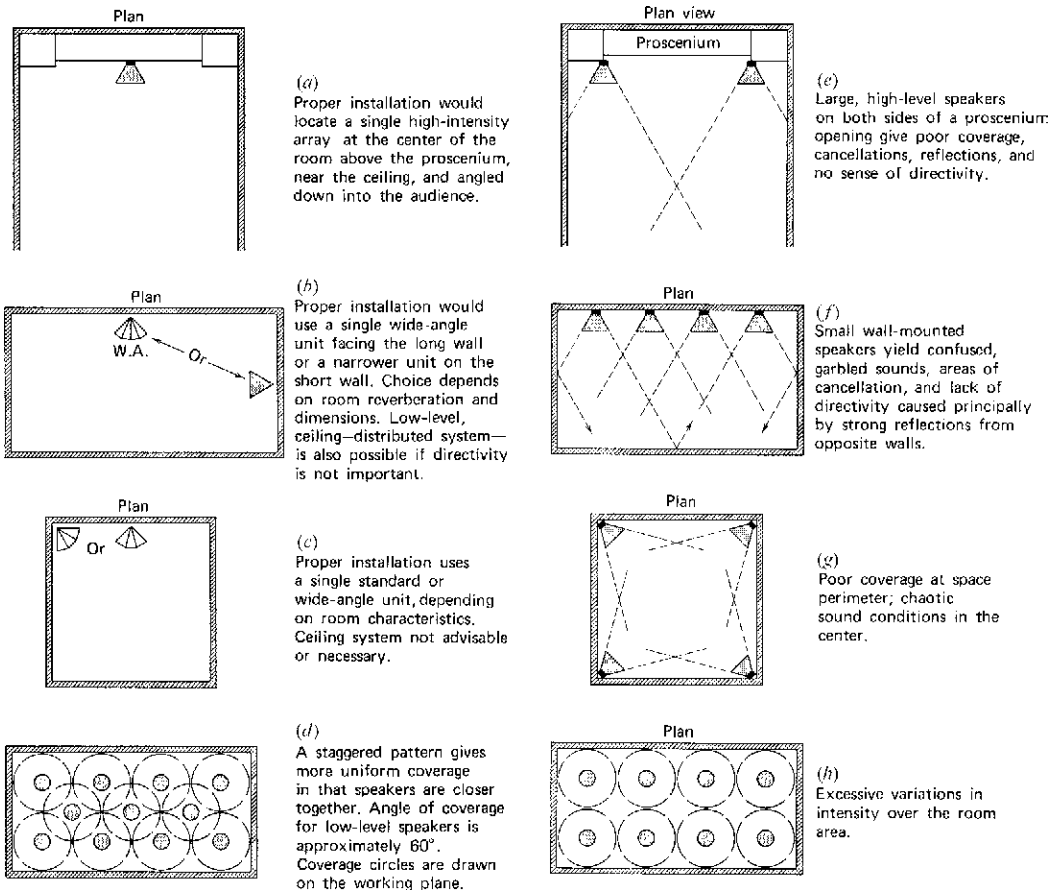 Plan
(a)
Proper installation would
locate a single high-intensity
array at the center of the
room above the proscenium,
near the ceiling, and angled
down into the audience.
Plan view
Proscenium
(e)
Large, high-level speakers
on both sides of a proscenium
opening give poor coverage,
cancellations, reflections, and
no sense of directivity.
Plan
W.A.
Or
(b)
Proper installation would
use a single wide-angle
unit facing the long wall
or a narrower unit on the
short wall. Choice depends
on room reverberation and
dimensions. Low-level,
ceiling–distributed system—
is also possible if directivity
is not important.
Plan
(f)
Small wall-mounted
speakers yield confused,
garbled sounds, areas of
cancellation, and lack of
directivity caused principally
by strong reflections from
opposite walls.
Plan
Or
(c)
Proper installation uses
a single standard or
wide-angle unit, depending
on room characteristics.
Ceiling system not advisable
or necessary.
Plan
(g)
Poor coverage at space
perimeter; chaotic
sound conditions in the
center.
(d)
A staggered pattern gives
more uniform coverage
in that speakers are closer
together. Angle of coverage
for low-level speakers is
approximately 60°.
Coverage circles are drawn
on the working plane.
Plan
(h)
Excessive variations in
intensity over the room
area.